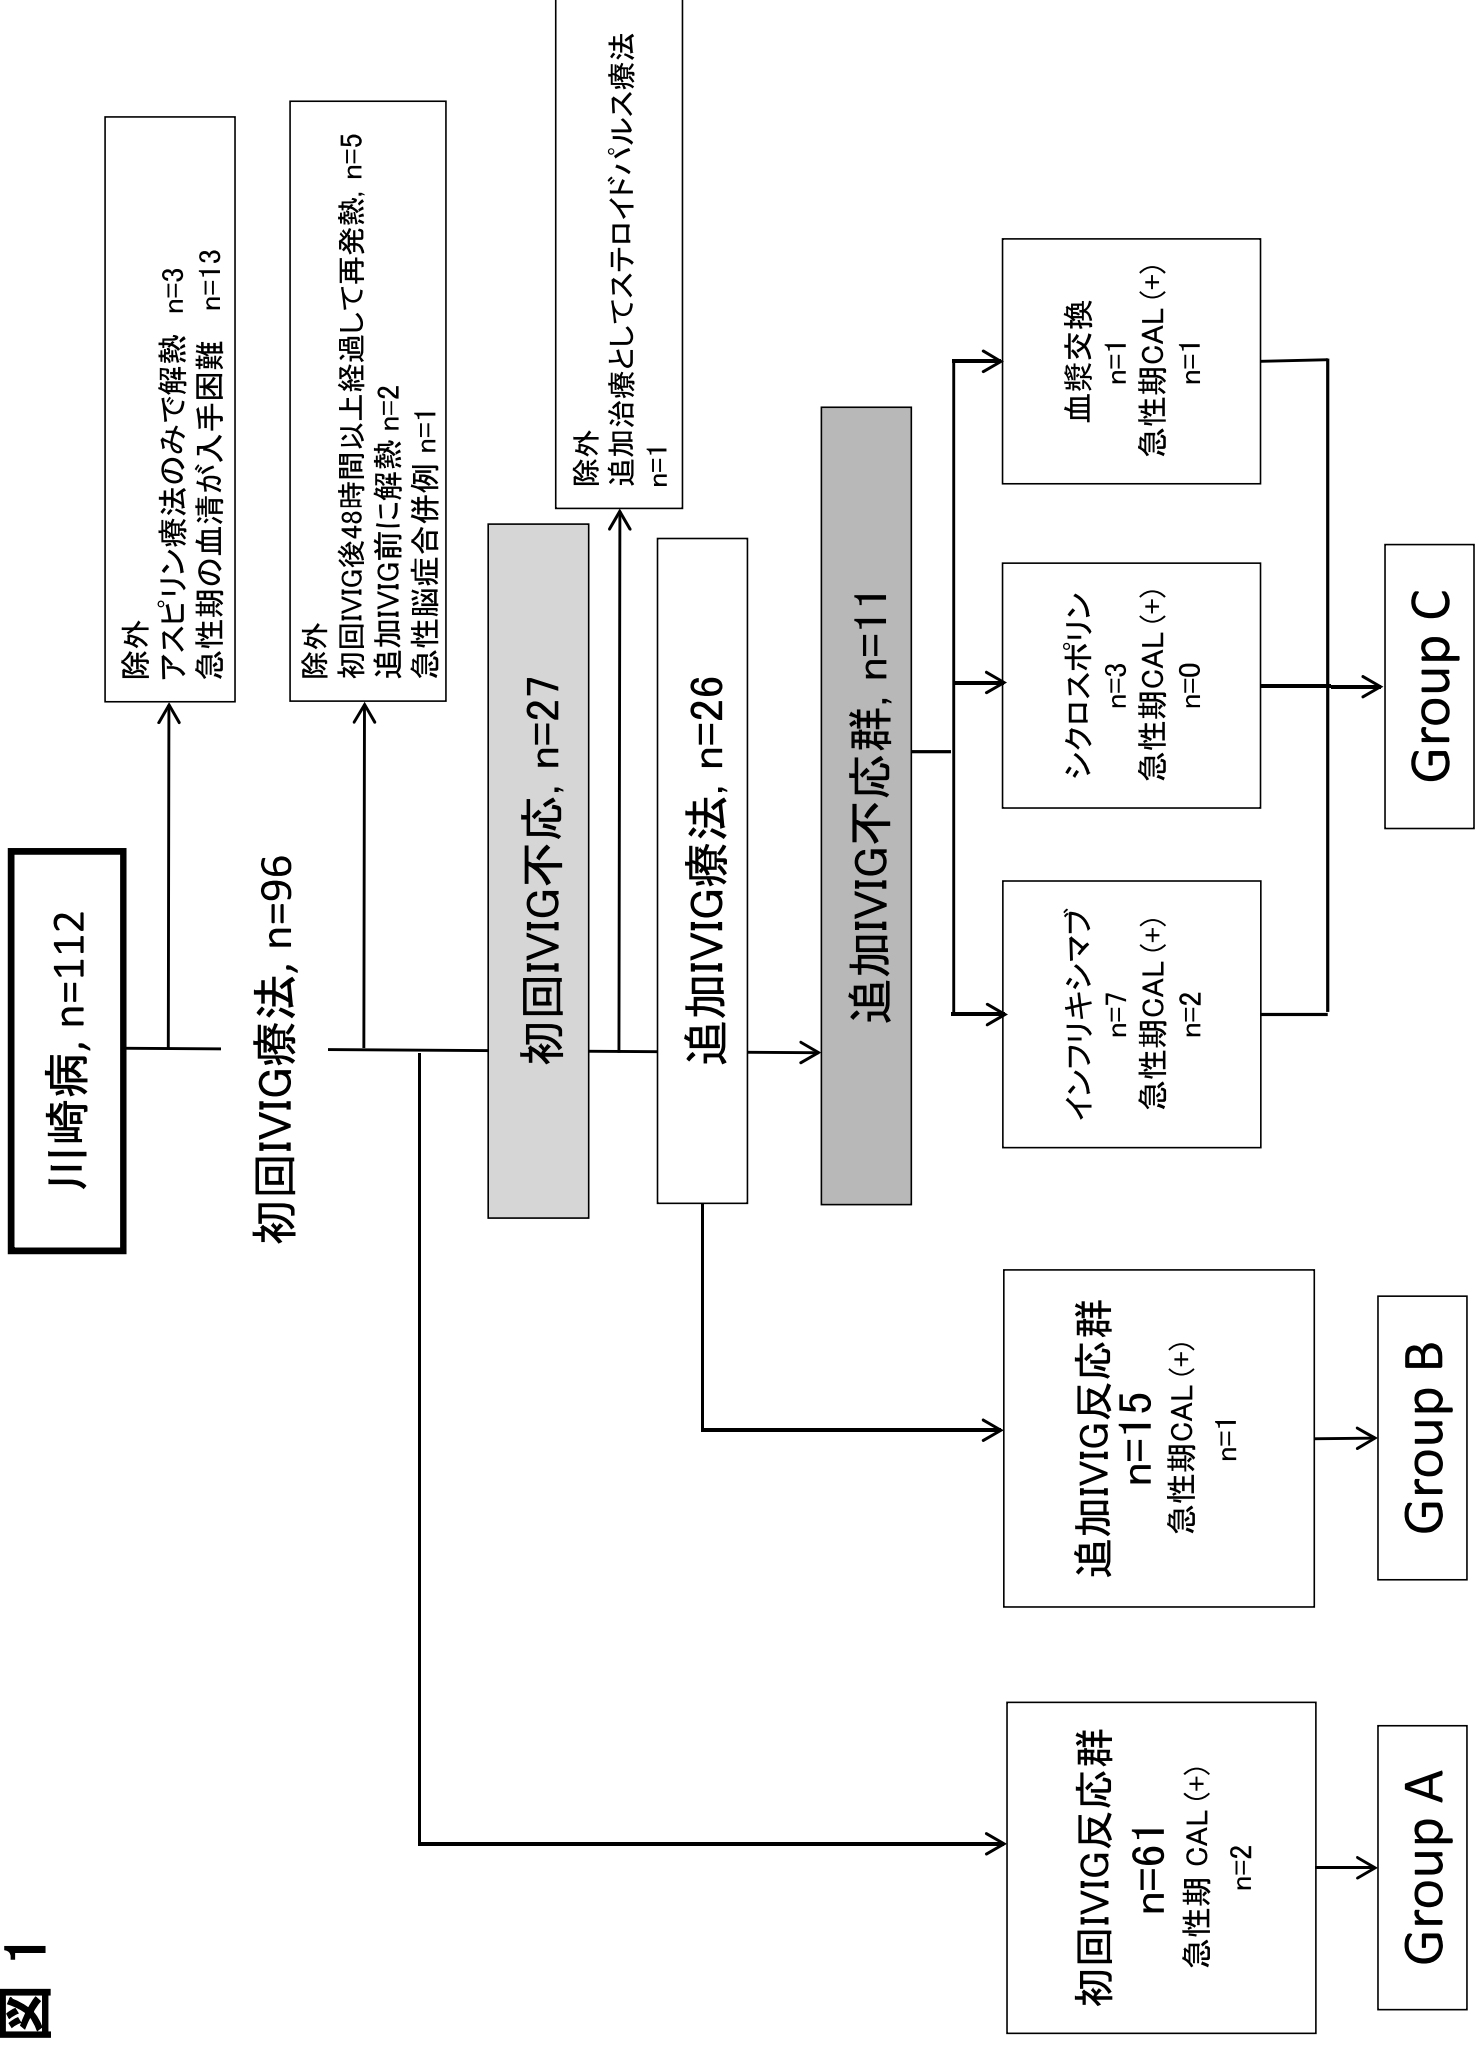 図 1
川崎病, n=112
除外
アスピリン療法のみで解熱 n=3
急性期の血清が入手困難 n=13
初回IVIG療法, n=96
除外
初回IVIG後48時間以上経過して再発熱, n=5
追加IVIG前に解熱 n=2
急性脳症合併例 n=1
初回IVIG不応, n=27
除外
追加治療としてステロイドパルス療法
n=1
追加IVIG療法, n=26
追加IVIG不応群, n=11
初回IVIG反応群
n=61
急性期 CAL (+)
n=2
追加IVIG反応群
n=15
急性期CAL (+)
n=1
インフリキシマブ
n=7
急性期CAL (+)
n=2
シクロスポリン
n=3
急性期CAL (+)
n=0
血漿交換
n=1
急性期CAL (+)
n=1
Group A
Group B
Group C